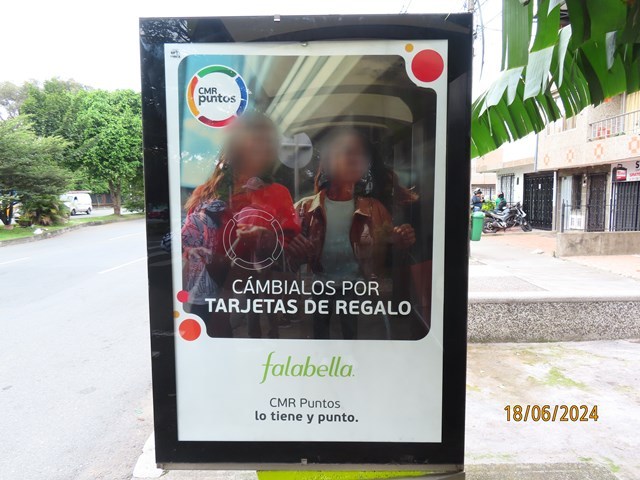 CMR
puntos
CÁMBIALOS POR
TARJETAS DE REGALO
falabella.
CMR Puntos
lo tiene y punto.
18/06/2024